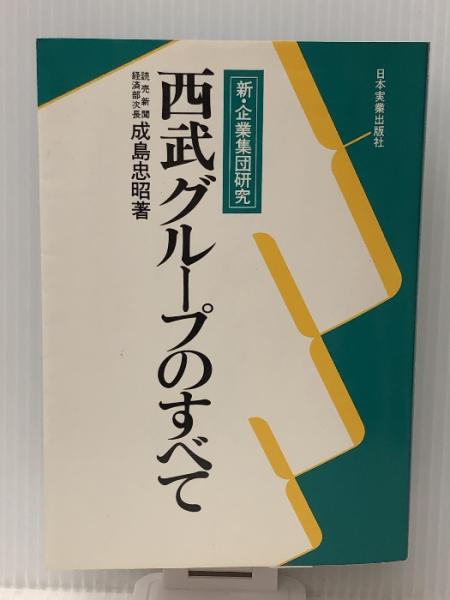 日本実業出版社
新・企業集団研究
西武グループのすべて
読売新聞
経済部次長
成島忠昭著